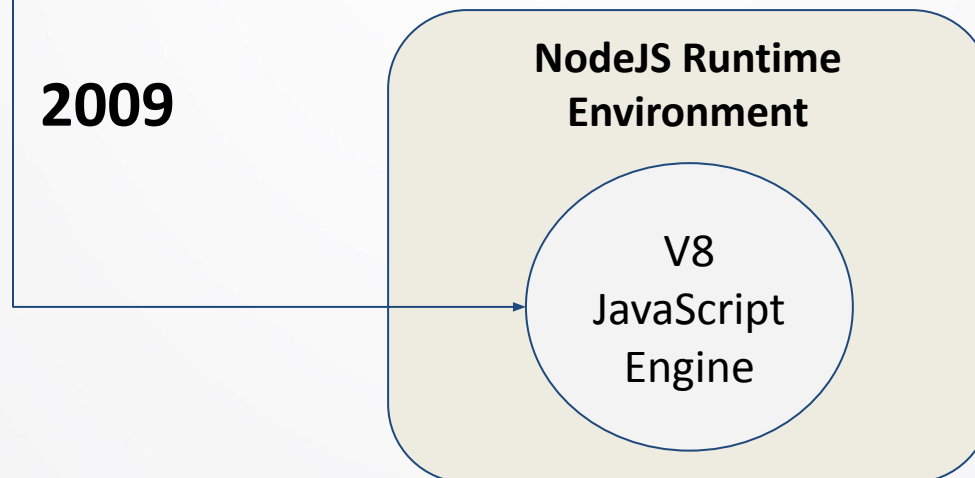 2009
NodeJS Runtime
Environment
V8
JavaScript
Engine